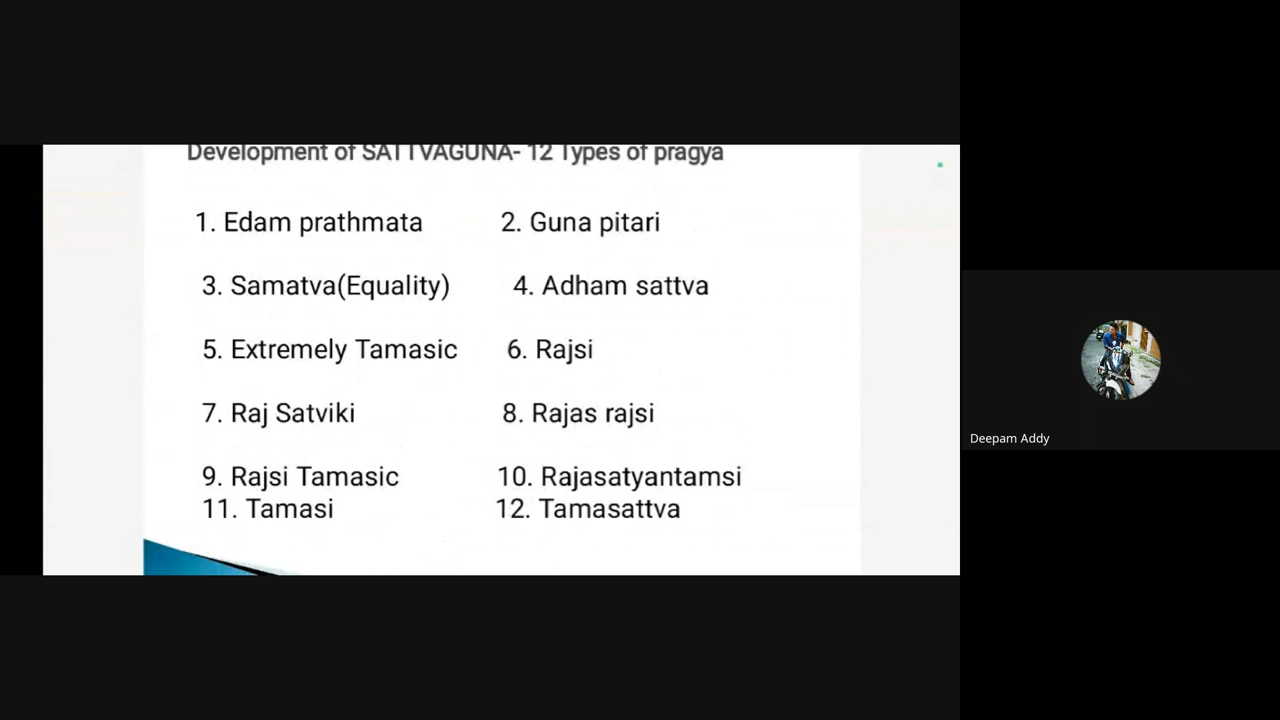 Development of SATTVAGUNA- 12 Types of pragya
1. Edam prathmata 2. Guna pitari
3. Samatva(Equality) 4. Adham sattva
5. Extremely Tamasic 6. Rajsi
7. Raj Satviki 8. Rajas rajsi
9. Rajsi Tamasic 10. Rajasatyantamsi
11. Tamasi 12. Tamasattva
Deepam Addy